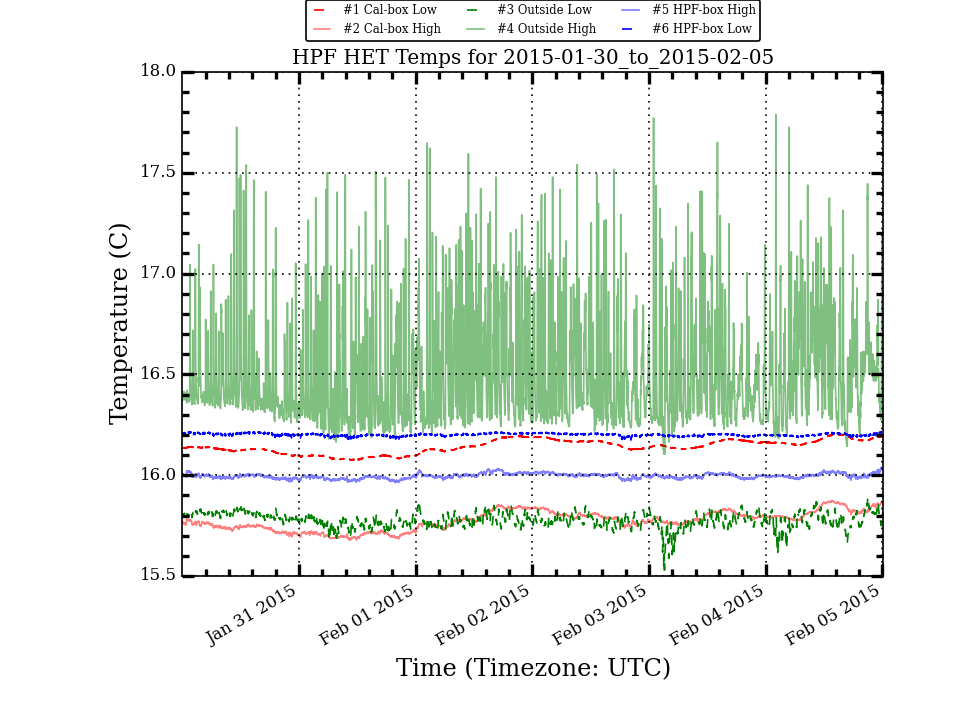 #1 Cal-box Low #3 Outside Low #5 HPF-box High
#2 Cal-box High #4 Outside High #6 HPF-box Low
HPF HET Temps for 2015-01-30_to_2015-02-05
18.0
17.5
17.0
16.5
16.0
15.5
Temperature (C)
Jan 31 2015 Feb 01 2015 Feb 02 2015 Feb 03 2015 Feb 04 2015 Feb 05 2015
Time (Timezone: UTC)